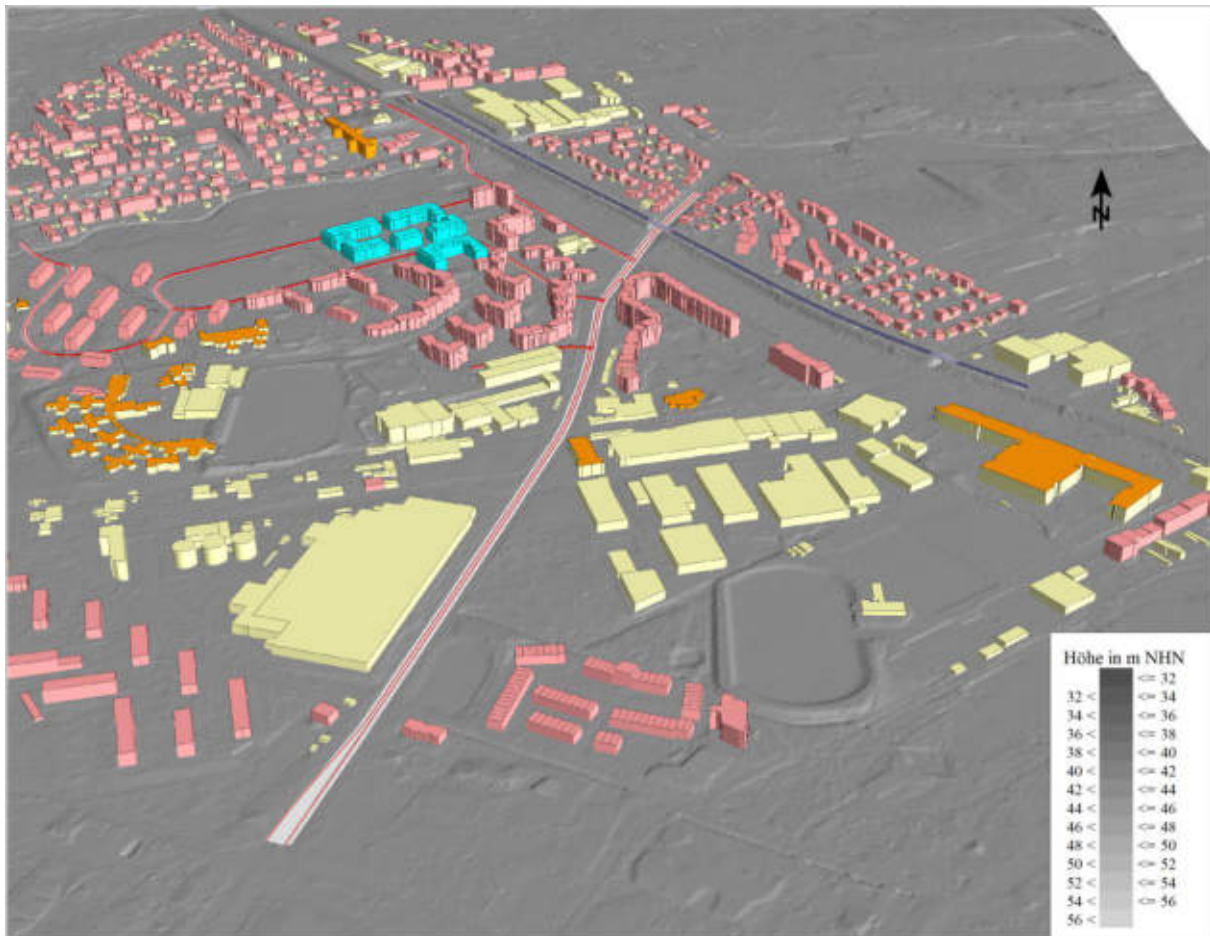 N
Höhe in m NHN
<= 32
32 < <= 34
34 < <= 36
36 < <= 38
38 < <= 40
40 < <= 42
42 < <= 44
44 < <= 46
46 < <= 48
48 < <= 50
50 < <= 52
52 < <= 54
54 < <= 56
56 <